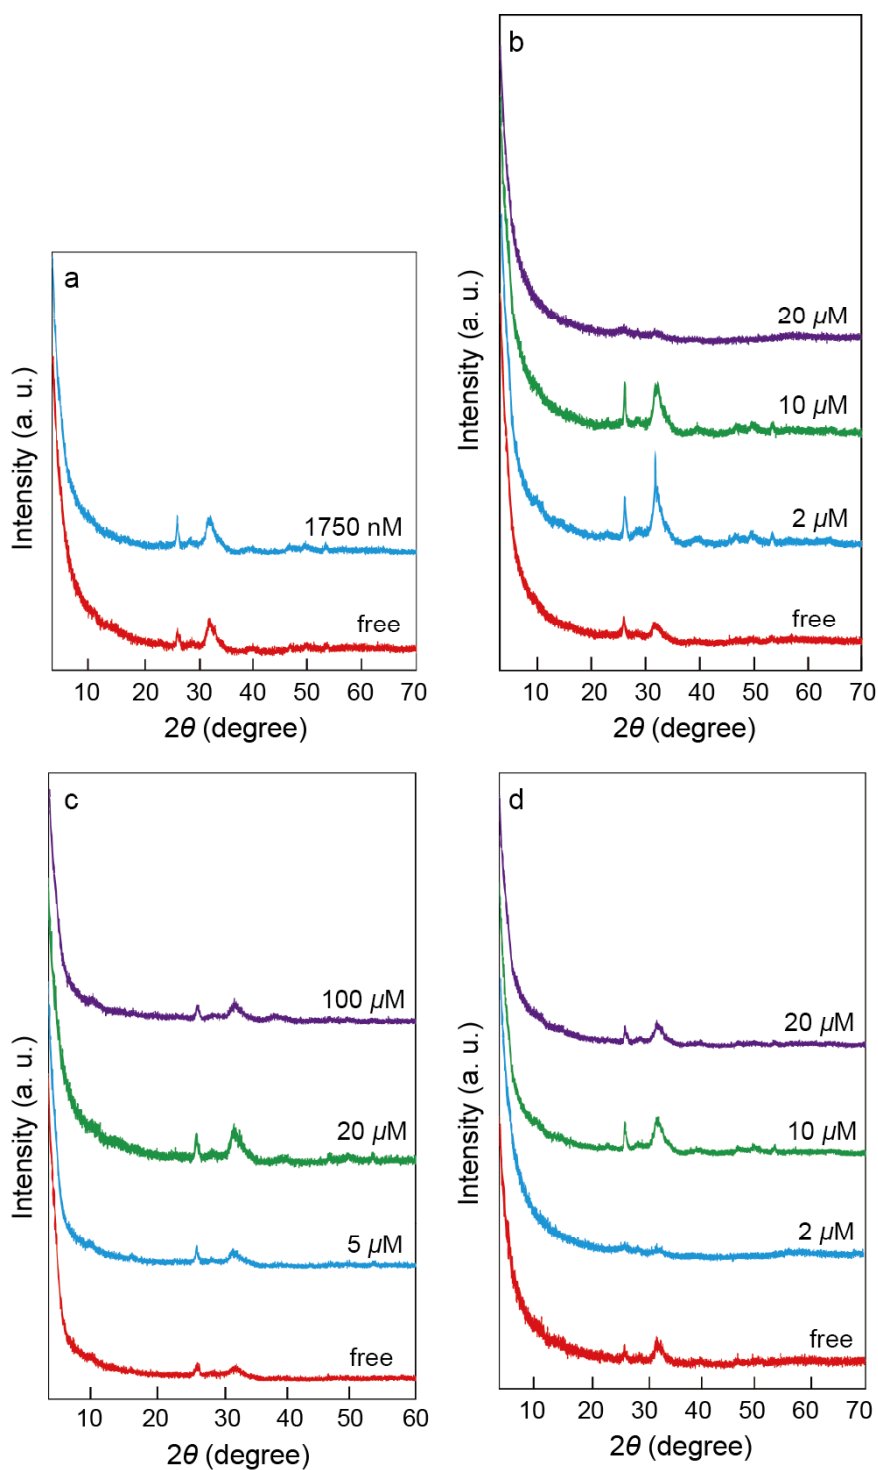 a
Intensity (a. u.)
1750 nM
free
10 20 30 40 50 60 70
2θ (degree)
b
Intensity (a. u.)
20 µM
10 µM
2 µM
free
10 20 30 40 50 60 70
2θ (degree)
c
Intensity (a. u.)
100 µM
20 µM
5 µM
free
10 20 30 40 50 60
2θ (degree)
d
Intensity (a. u.)
20 µM
10 µM
2 µM
free
10 20 30 40 50 60 70
2θ (degree)